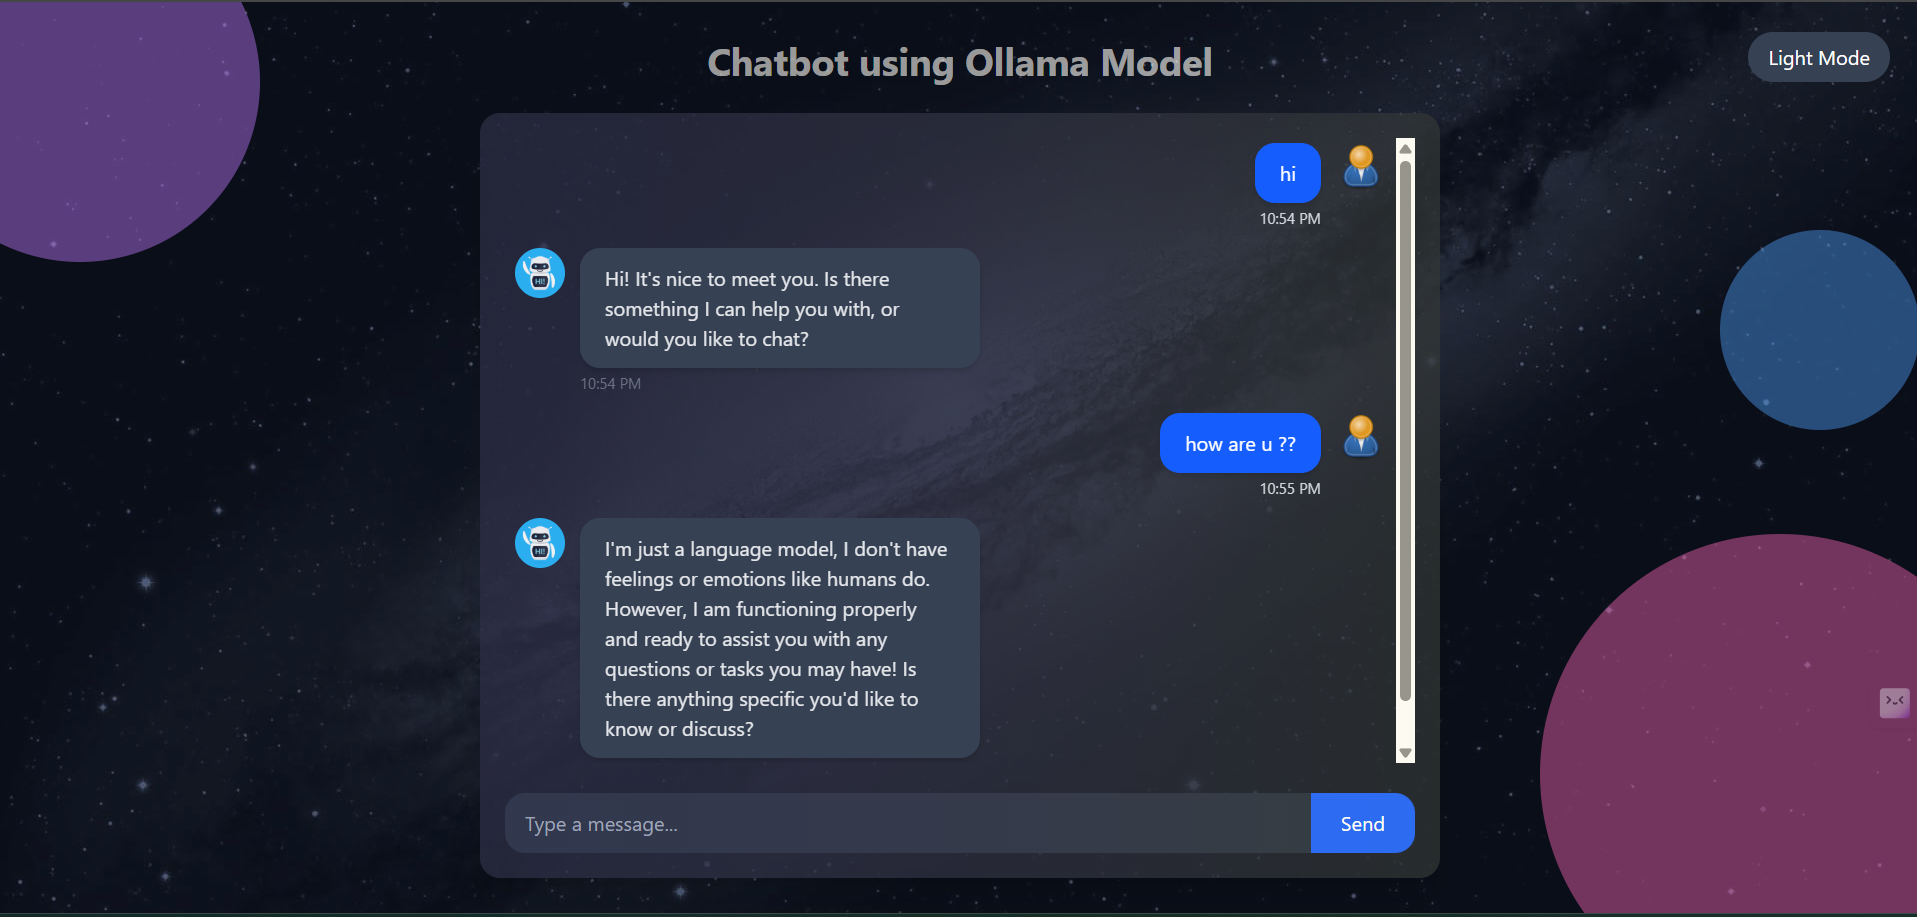 Chatbot using Ollama Model
Light Mode
hi
10:54 PM
HI!
Hi! It's nice to meet you. Is there
something I can help you with, or
would you like to chat?
10:54 PM
how are u ??
10:55 PM
HI!
I'm just a language model, I don't have
feelings or emotions like humans do.
However, I am functioning properly
and ready to assist you with any
questions or tasks you may have! Is
there anything specific you'd like to
know or discuss?
Type a message...
Send